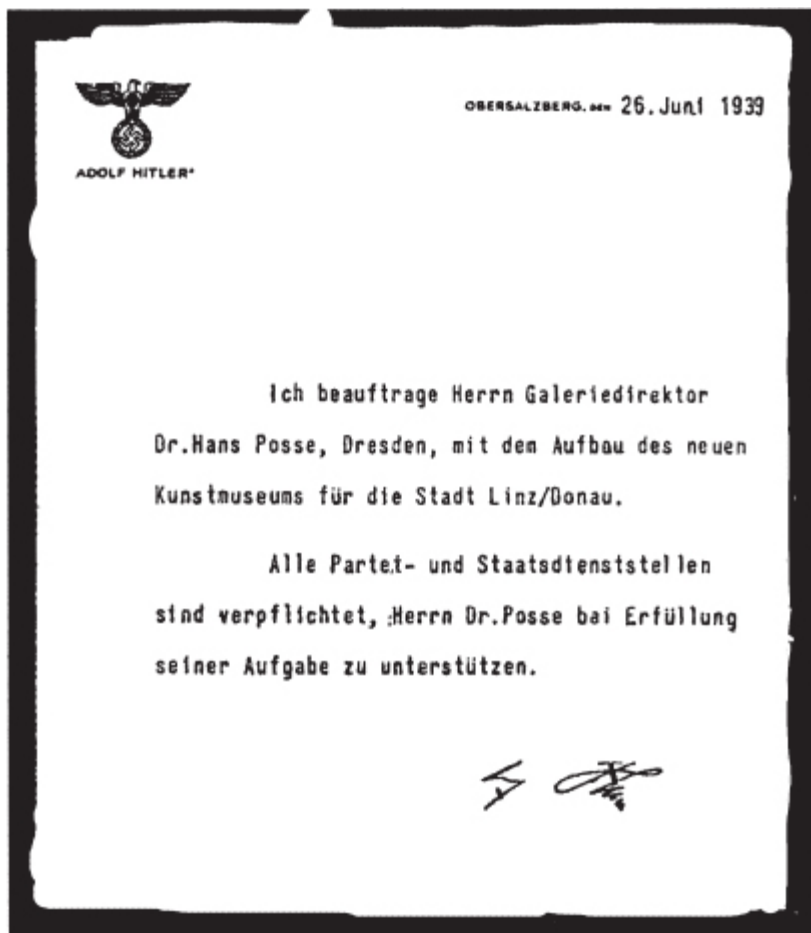 OBERSALZBERG, DEN 26. Juni 1939
ADOLF HITLER
Ich beauftrage Herrn Galeriedirektor
Dr.Hans Posse, Dresden, mit dem Aufbau des neuen
Kunstmuseums für die Stadt Linz/Donau.
Alle Partei- und Staatsdienststellen
sind verpflichtet, Herrn Dr.Posse bei Erfüllung
seiner Aufgabe zu unterstützen.